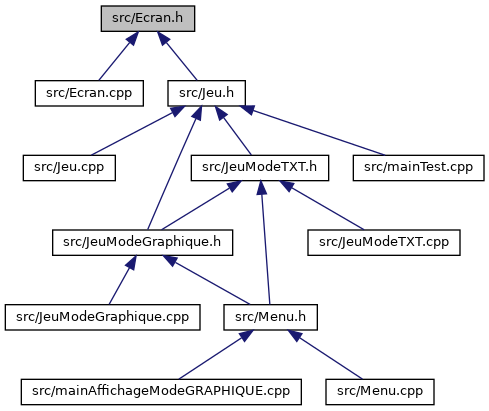 src/Ecran.h
src/Ecran.cpp
src/Jeu.h
src/Jeu.cpp
src/JeuModeTXT.h
src/mainTest.cpp
src/JeuModeGraphique.h
src/JeuModeTXT.cpp
src/JeuModeGraphique.cpp
src/Menu.h
src/mainAffichageModeGRAPHIQUE.cpp
src/Menu.cpp